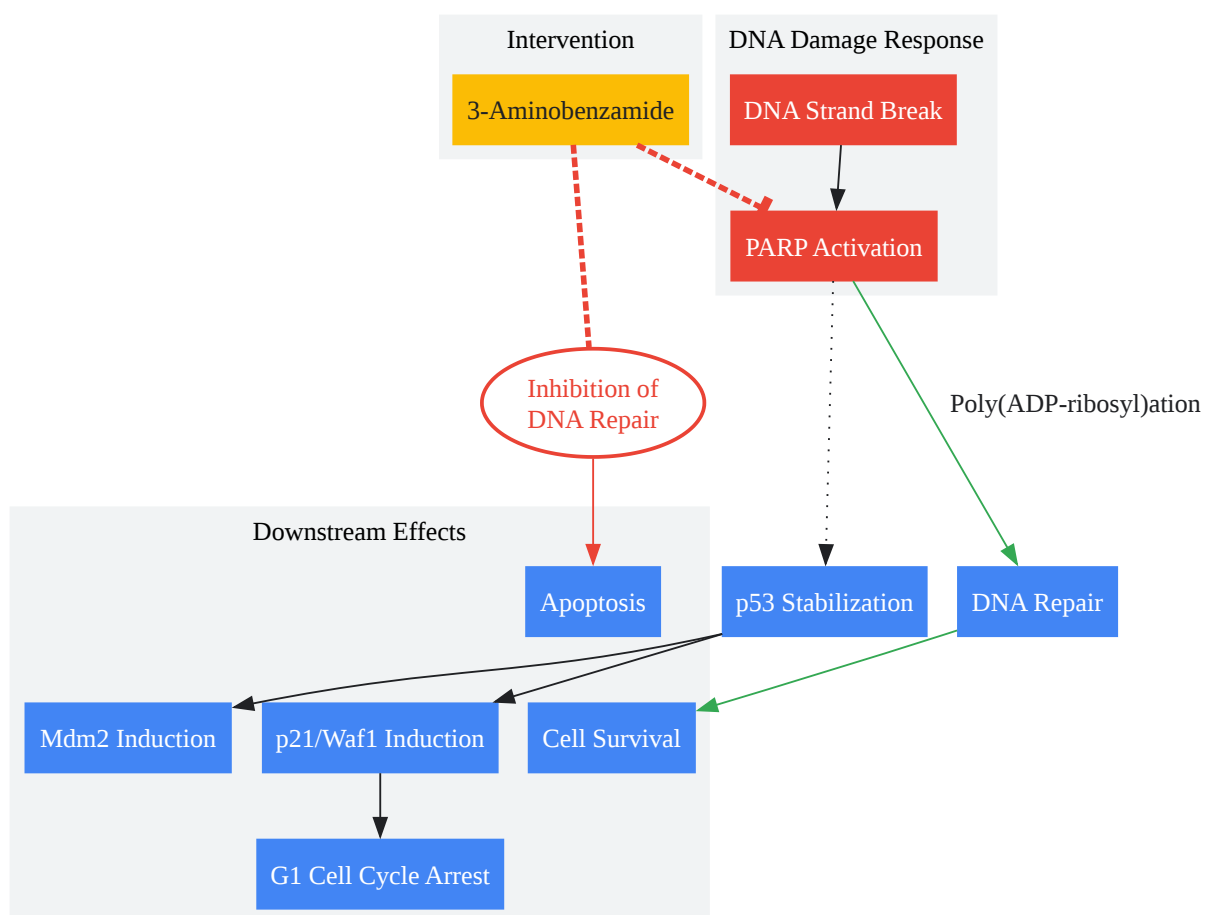 Intervention
DNA Damage Response
3-Aminobenzamide
DNA Strand Break
PARP Activation
Inhibition of
DNA Repair
Poly(ADP-ribosyl)ation
Downstream Effects
Apoptosis
p53 Stabilization
DNA Repair
Mdm2 Induction
p21/Waf1 Induction
Cell Survival
G1 Cell Cycle Arrest